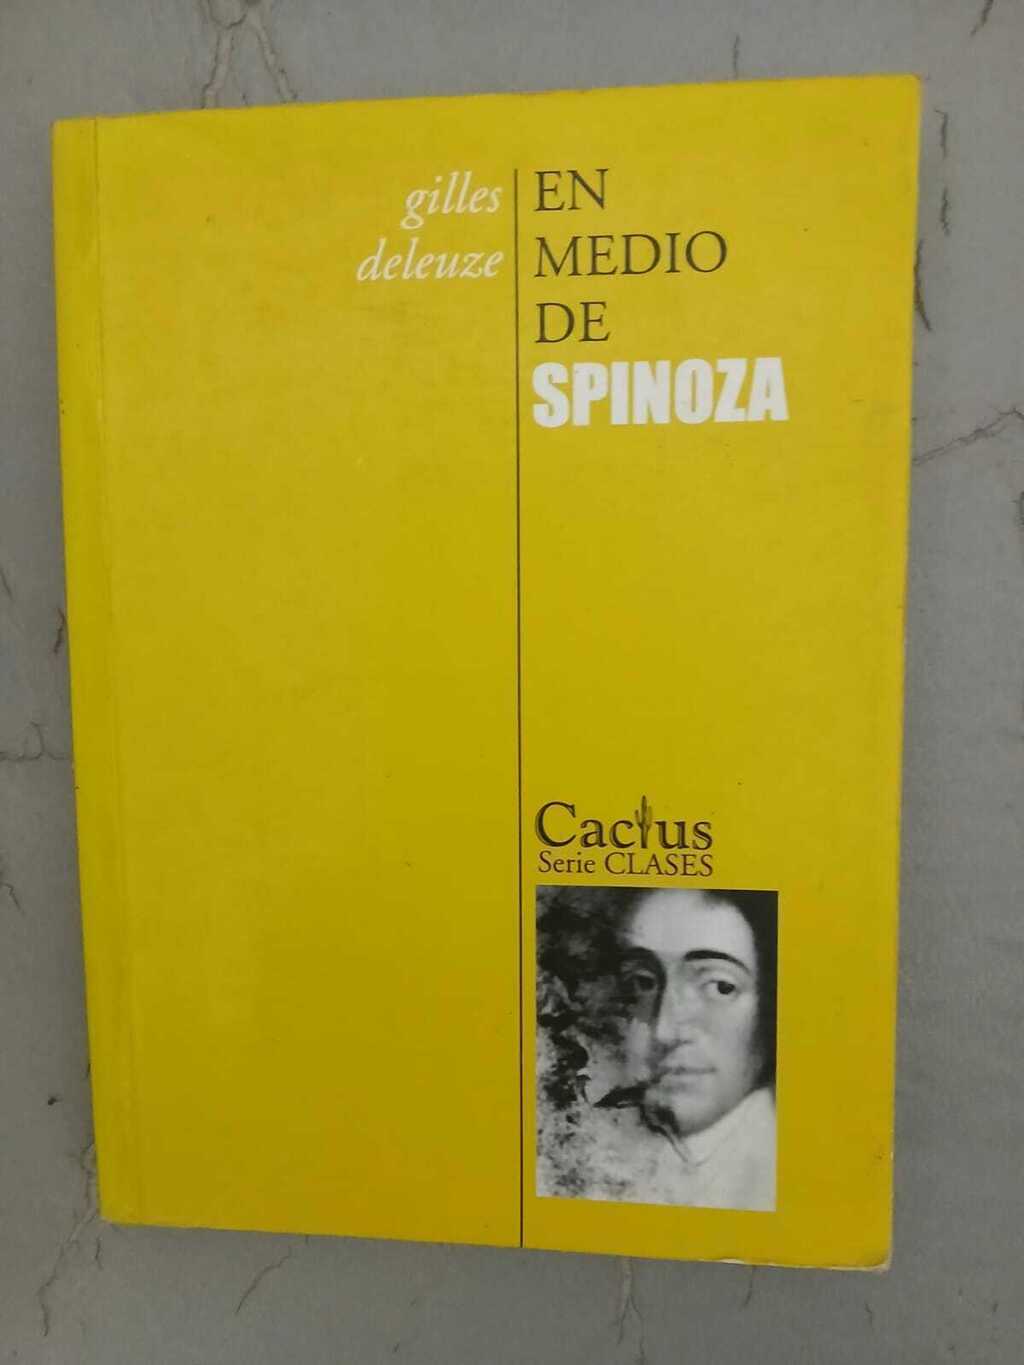 gilles
deleuze
EN
MEDIO
DE
SPINOZA
Cactus
Serie CLASES